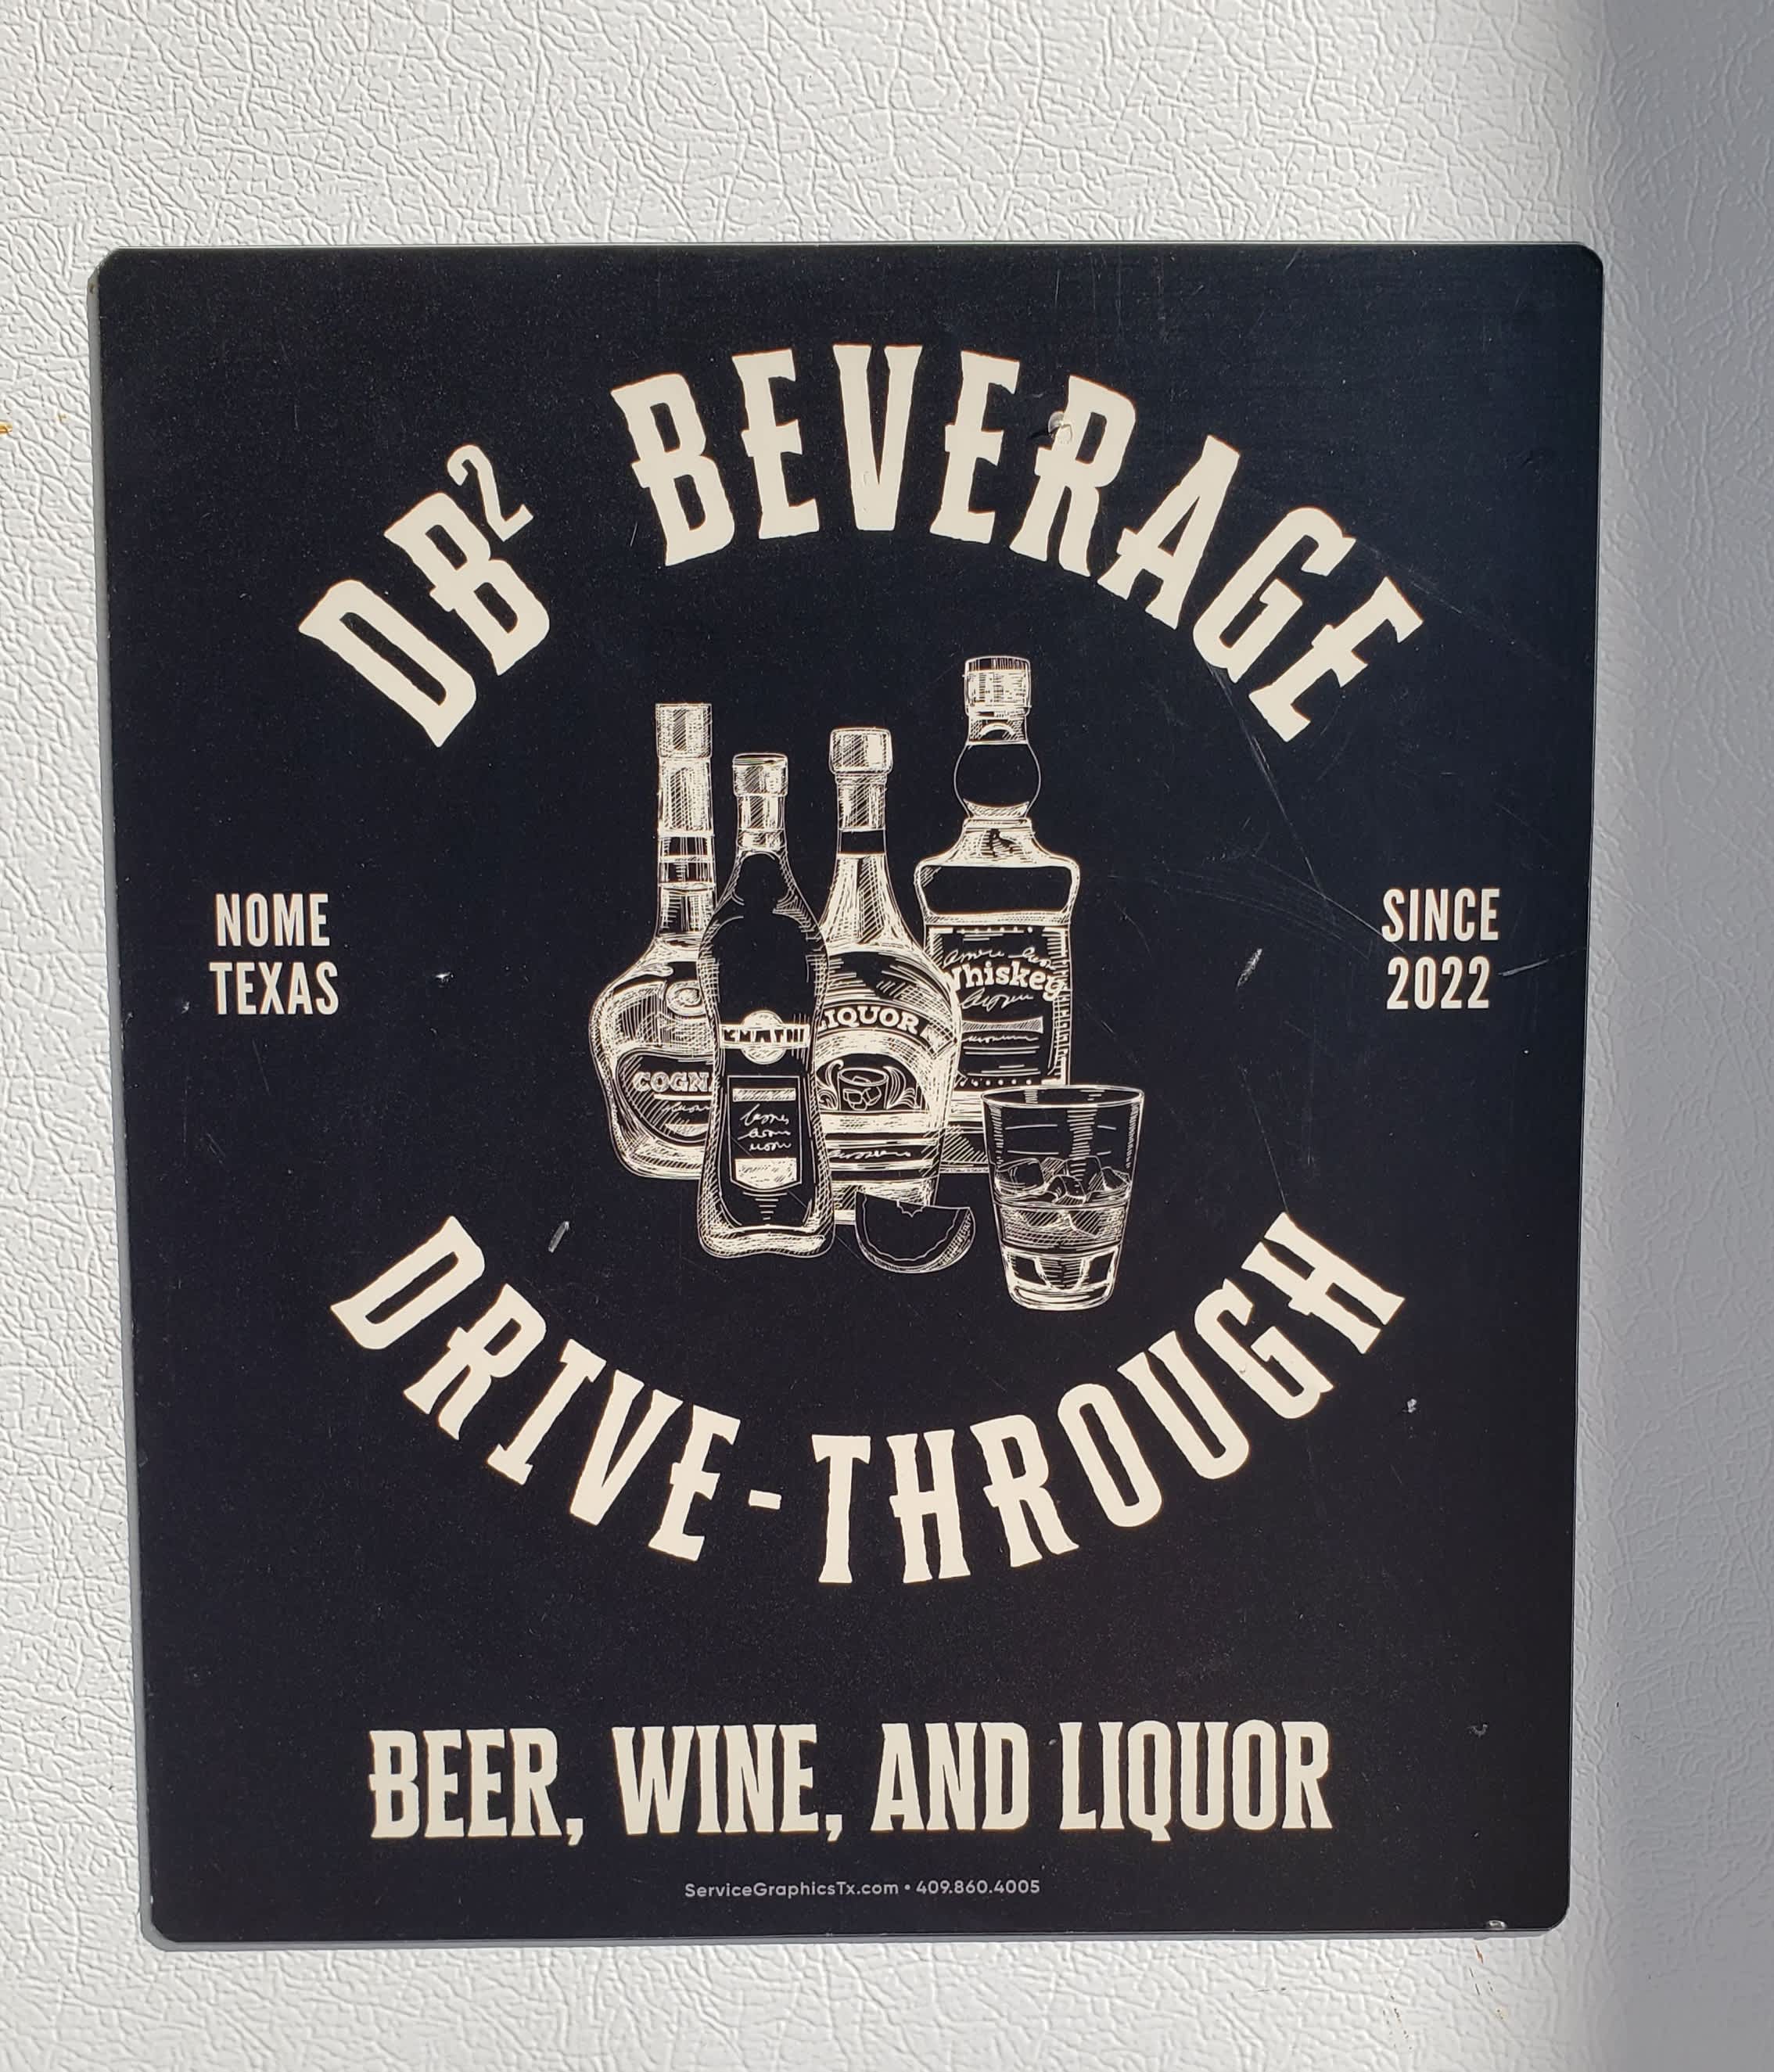 DB² BEVERAGE
NOME
TEXAS
SINCE
2022
Whiskey
LIQUOR
COGNA
DRIVE-THROUGH
BEER, WINE, AND LIQUOR
ServiceGraphicsTx.com • 409.860.4005